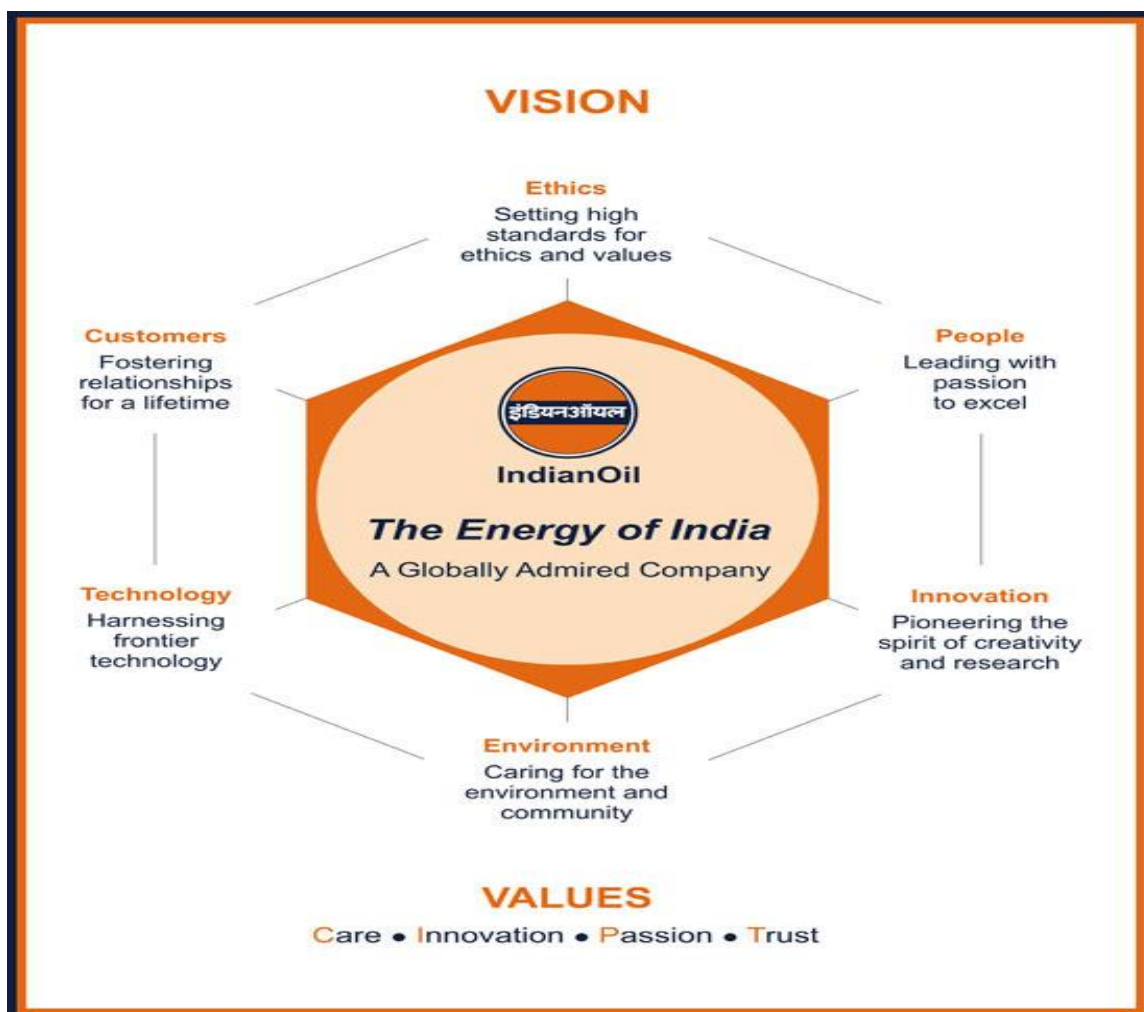 VISION
Ethics
Setting high
standards for
ethics and values
Customers
Fostering
relationships
for a lifetime
People
Leading with
passion
to excel
इंडियनऑयल
IndianOil
The Energy of India
A Globally Admired Company
Technology
Harnessing
frontier
technology
Innovation
Pioneering the
spirit of creativity
and research
Environment
Caring for the
environment and
community
VALUES
Care ● Innovation ● Passion ● Trust